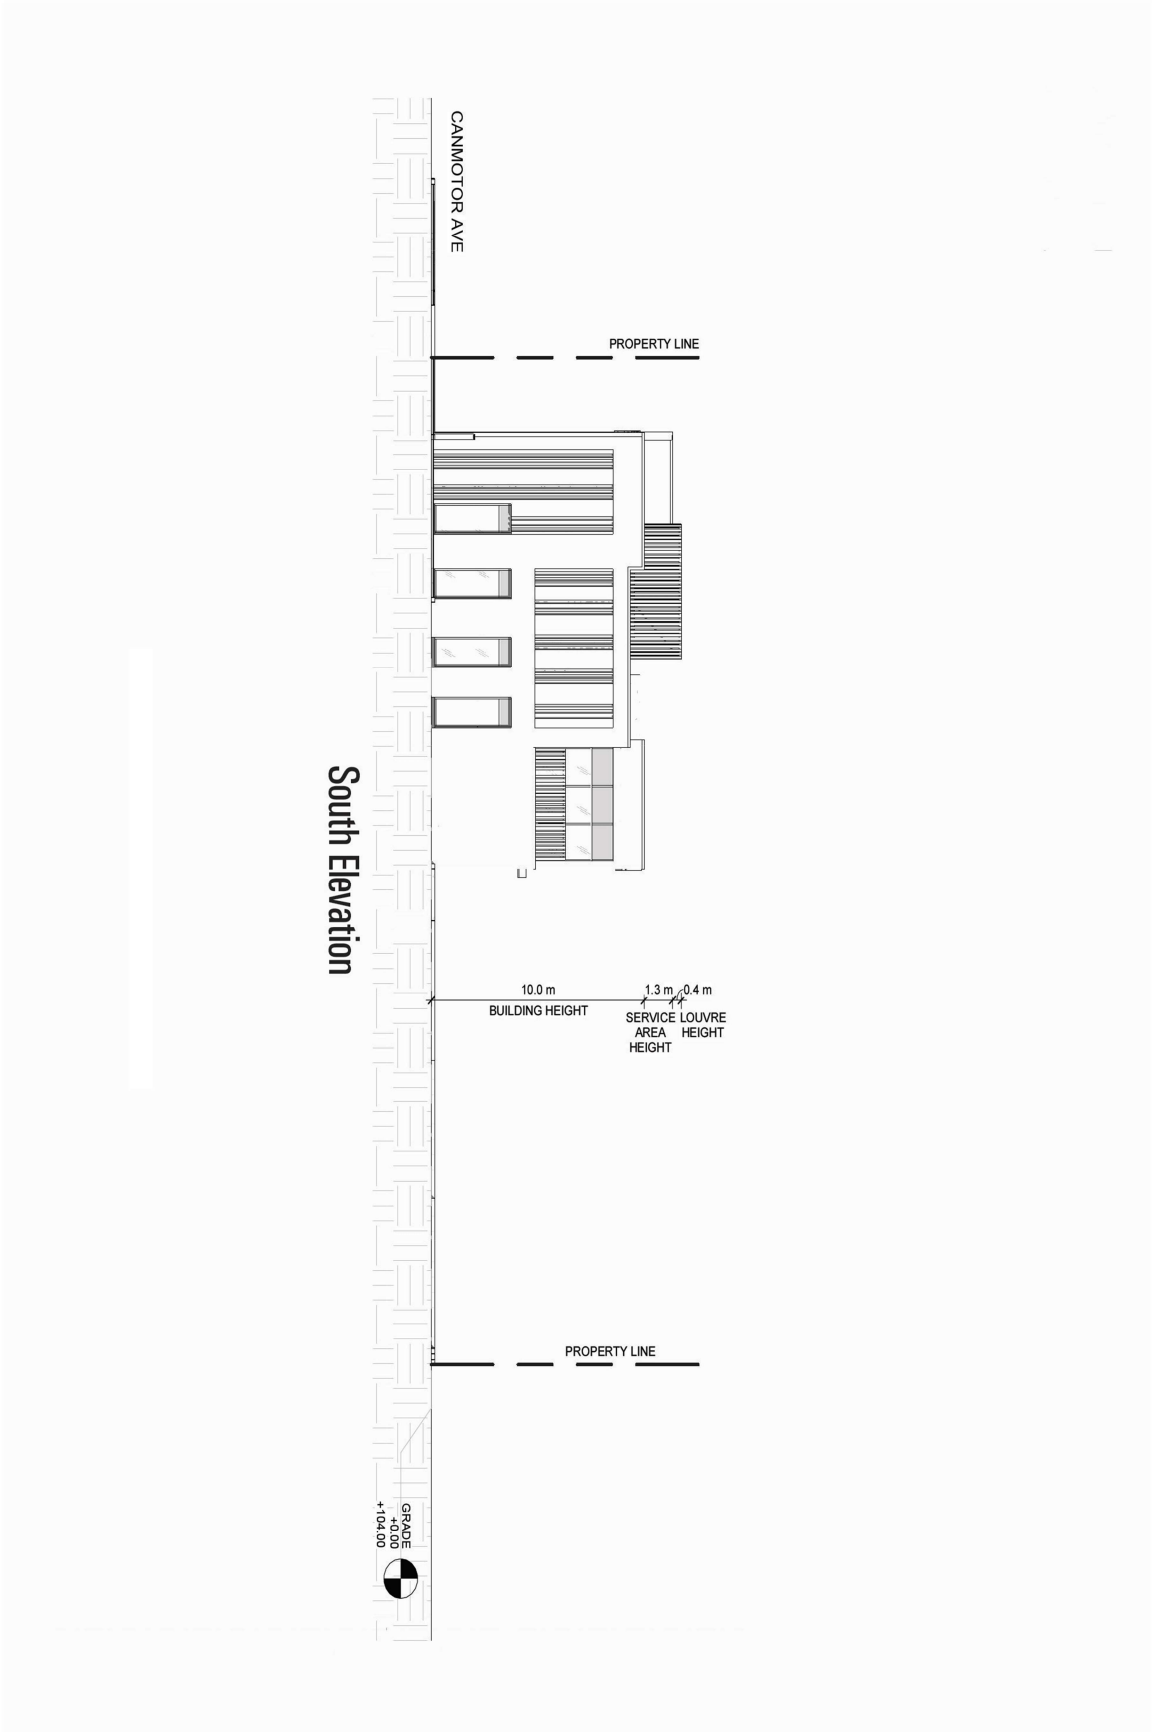 CANMOTOR AVE
PROPERTY LINE
South Elevation
10.0 m
BUILDING HEIGHT
1.3 m
SERVICE
AREA
HEIGHT
0.4 m
LOUVRE
HEIGHT
PROPERTY LINE
GRADE
+0.00
+104.00